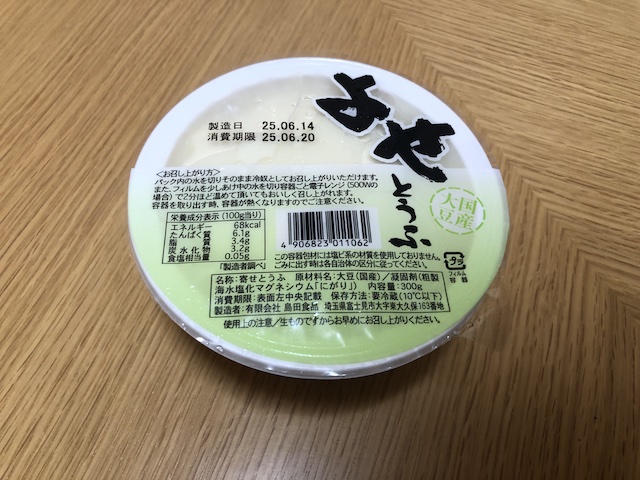 よせ
とうふ
国産
大豆
製造日 25.06.14
消費期限 25.06.20
<お召し上がり方>
パック内の水を切りそのまま冷奴としてお召し上がりいただけます。
また、フィルムを少しあけ中の水を切り容器ごと電子レンジ(500Wの
場合)で2分ほど温めて頂いてもおいしく召し上がれます。
容器を取り出す時、容器が熱くなりますのでご注意ください。
栄養成分表示(100g当り)
エネルギー 68kcal
たんぱく質 6.1g
脂質 3.4g
炭水化物 3.2g
食塩相当量 0.05g
「製造者調べ」
4 906823 011062
この容器包材には塩ビ系の材質を使用しておりません。
ごみに出す時は各自治体の区分に従ってください。
プラ
フィルム
容器
名称:寄せとうふ 原材料名:大豆(国産)/凝固剤(粗製
海水塩化マグネシウム「にがり」) 内容量:300g
消費期限:表面左中央記載 保存方法:要冷蔵(10℃以下)
製造者:有限会社 島田食品 埼玉県富士見市大字東大久保163番地
使用上の注意/生ものですからお早めにお召し上がりください。